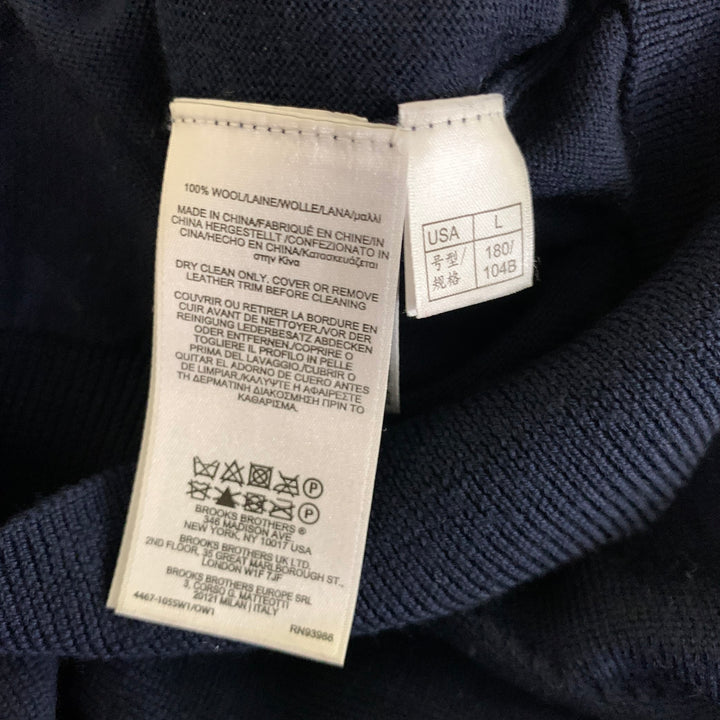 100% WOOL/LAINE/WOLLE/LANA/μαλλί
MADE IN CHINA/FABRIQUÉ EN CHINE/IN
CHINA HERGESTELLT /CONFEZIONATO IN
CINA/HECHO EN CHINA/Κατασκευάζεται
στην Κίνα
DRY CLEAN ONLY. COVER OR REMOVE
LEATHER TRIM BEFORE CLEANING
COUVRIR OU RETIRER LA BORDURE EN
CUIR AVANT DE NETTOYER./VOR DER
REINIGUNG LEDERBESATZ ABDECKEN
ODER ENTFERNEN/COPRIRE O
TOGLIERE IL PROFILO IN PELLE
PRIMA DEL LAVAGGIO./CUBRIR O
QUITAR EL ADORNO DE CUERO ANTES
DE LIMPIAR./ΚΑΛΥΨΤΕ Ή ΑΦΑΙΡΕΣΤΕ
ΤΗ ΔΕΡΜΑΤΙΝΗ ΔΙΑΚΟΣΜΗΣΗ ΠΡΙΝ ΤΟ
ΚΑΘΑΡΙΣΜΑ.
P
P
BROOKS BROTHERS ®
346 MADISON AVE.
NEW YORK, NY 10017 USA
BROOKS BROTHERS UK LTD.
2ND FLOOR, 35 GREAT MARLBOROUGH ST.,
LONDON W1F 7JF
BROOKS BROTHERS EUROPE SRL
3, CORSO G. MATTEOTTI
20121 MILAN | ITALY
4467-105SW1/OW1
RN93986
USA L
号型/ 180/
规格 104B